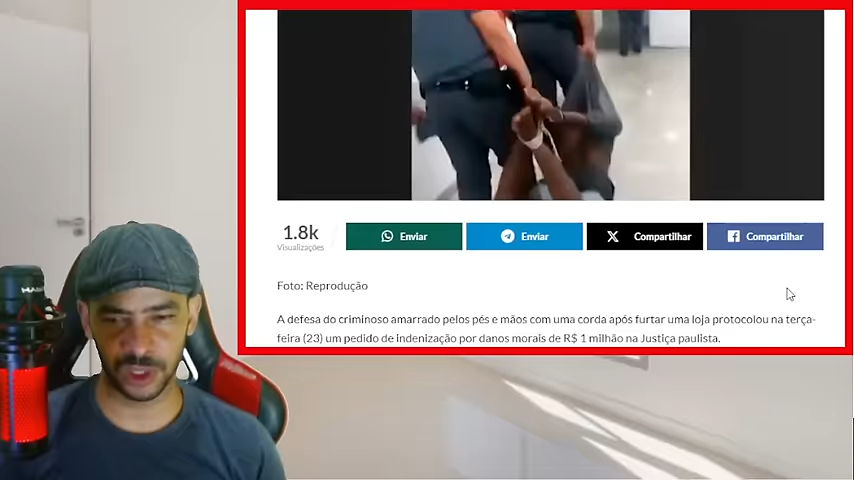 1.8k
Visualizações
Enviar
Enviar
Compartilhar
Compartilhar
Foto: Reprodução
A defesa do criminoso amarrado pelos pés e mãos com uma corda após furtar uma loja protocolou na terça-
feira (23) um pedido de indenização por danos morais de R$ 1 milhão na Justiça paulista.